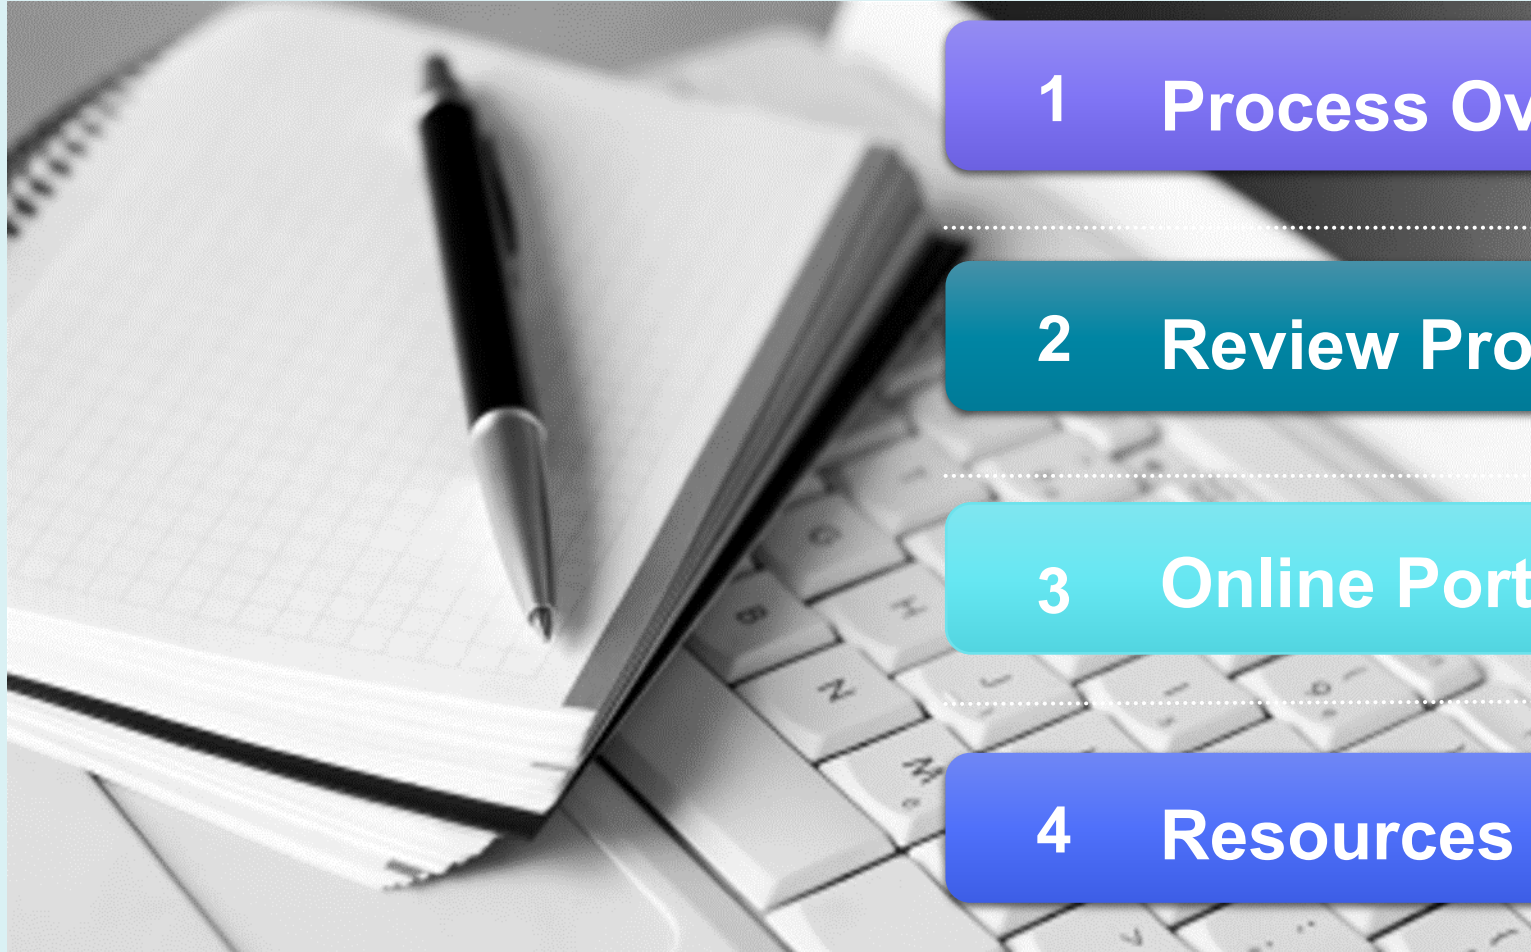 1 Process Ov
2 Review Pro
3 Online Port
4 Resources
G
H
B
N
J
M